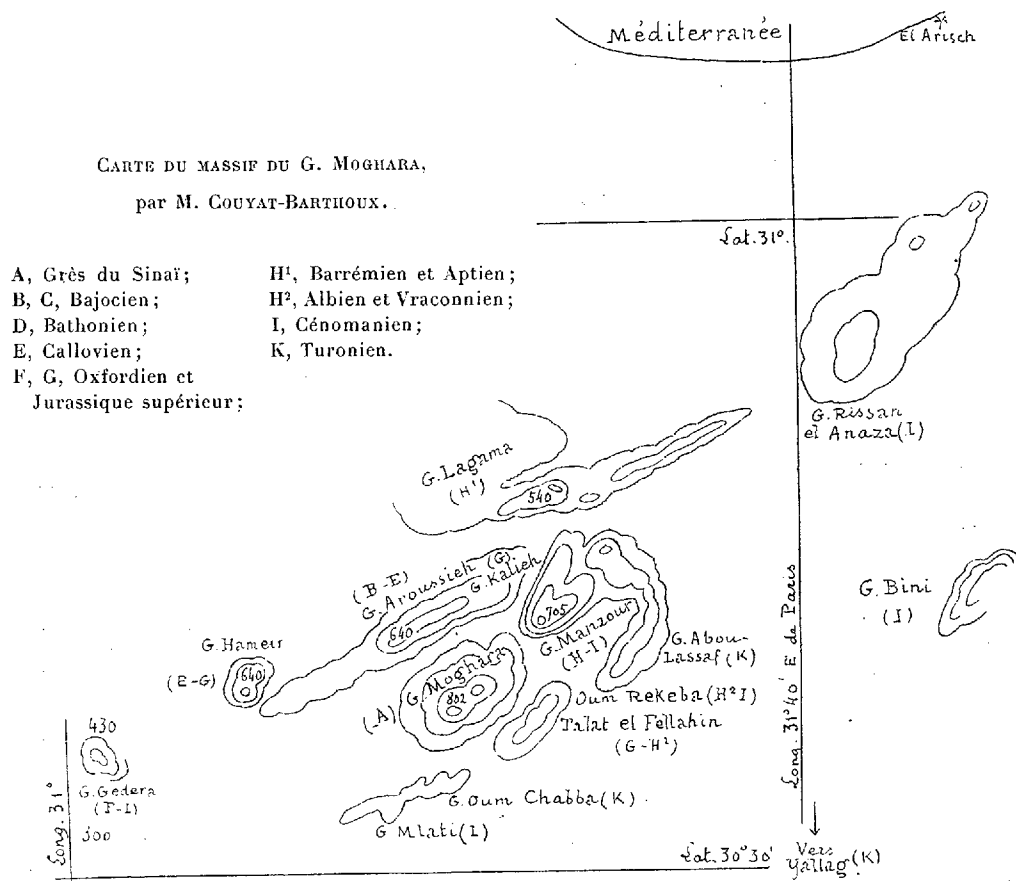 Méditerranée
El Arisch
CARTE DU MASSIF DU G. MOGHARA,
par M. COUYAT-BARTHOUX.
Lat. 31°.
A, Grès du Sinaï;
B, C, Bajocien;
D, Bathonien;
E, Callovien;
F, G, Oxfordien et
Jurassique supérieur;
H¹, Barrémien et Aptien;
H², Albien et Vraconnien;
I, Cénomanien;
K, Turonien.
G. Rissan
el Anaza (I)
G. Lagama
(H¹)
540
(B-E)
G. Aroussieh (G).
G. Kalieh
640
705
G. Manzour
(H-I)
G. Bini
(I)
G. Hameir
(E-G)
640
G. Moghara
802
(A)
G. Abou-
Lassaf (K)
Oum Rekeba (H²I)
Talat el Fellahin
(G-H²)
Long. 31°40' E de Paris
430
G. Gedera
(F-I)
300
Long. 31°
G. Oum Chabba (K)
G Mlati (I)
Lat. 30°30'
Vers
Yallag (K)